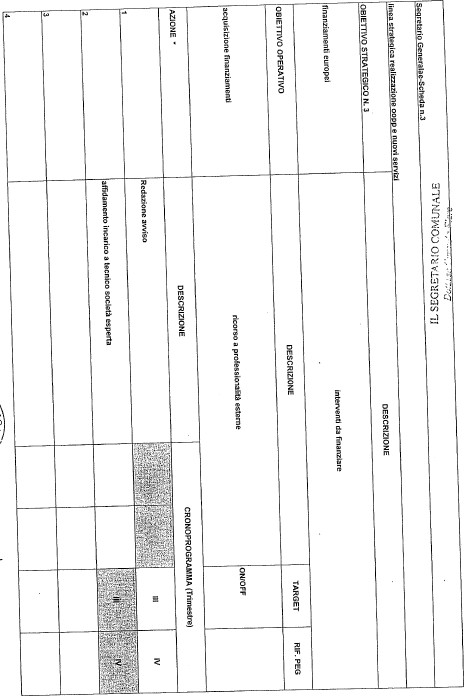 IL SEGRETARIO COMUNALE
Segretario Generalae-Scheda n.3
linea strategica realizzazione oopp e nuovi servizi
OBIETTIVO STRATEGICO N. 3
DESCRIZIONE
finanziamenti europei
interventi da finanziare
OBIETTIVO OPERATIVO
DESCRIZIONE
TARGET
RIF. PEG
acquisizione finanziamenti
ricorso a professionalità esterne
ON/OFF
AZIONE *
DESCRIZIONE
CRONOPROGRAMMA (Trimestre)
1
Redazione avviso
III
IV
2
affidamento incarico a tecnico società esperta
III
IV
3
4